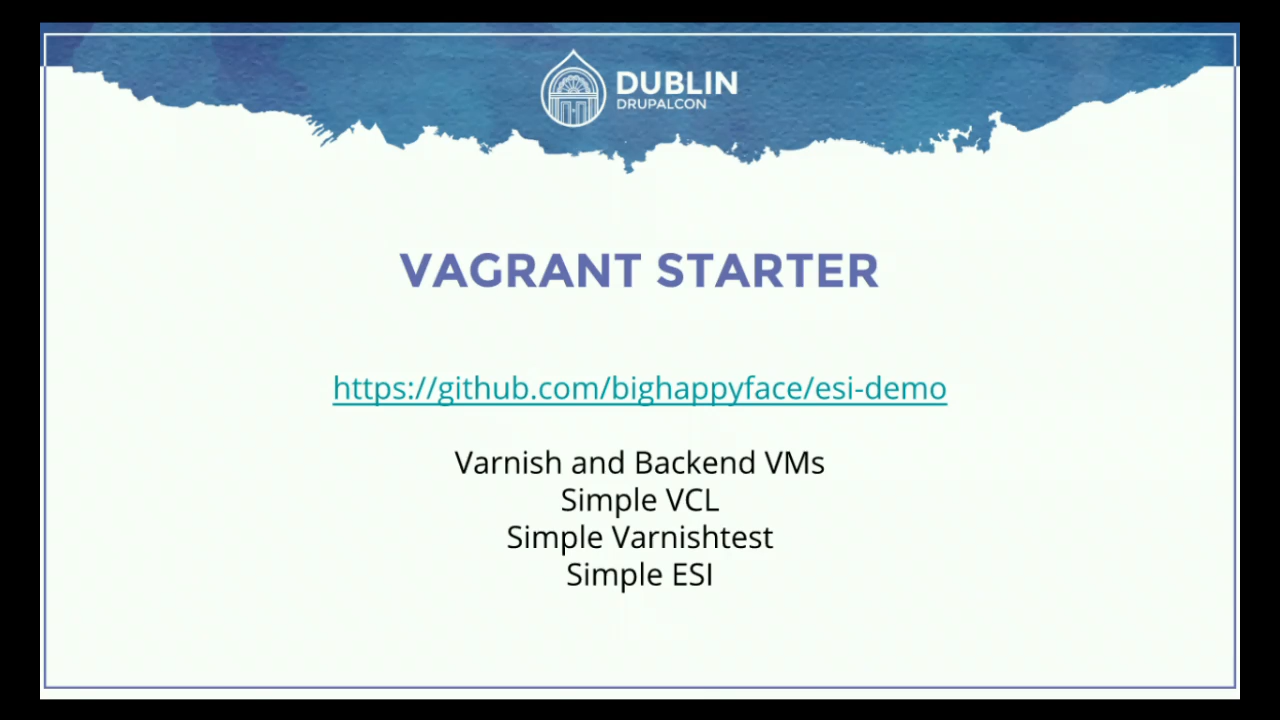 DUBLIN
DRUPALCON
VAGRANT STARTER
https://github.com/bighappyface/esi-demo
Varnish and Backend VMs
Simple VCL
Simple Varnishtest
Simple ESI